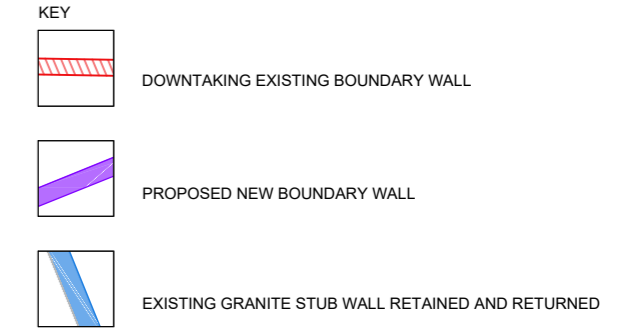 KEY
DOWNTAKING EXISTING BOUNDARY WALL
PROPOSED NEW BOUNDARY WALL
EXISTING GRANITE STUB WALL RETAINED AND RETURNED